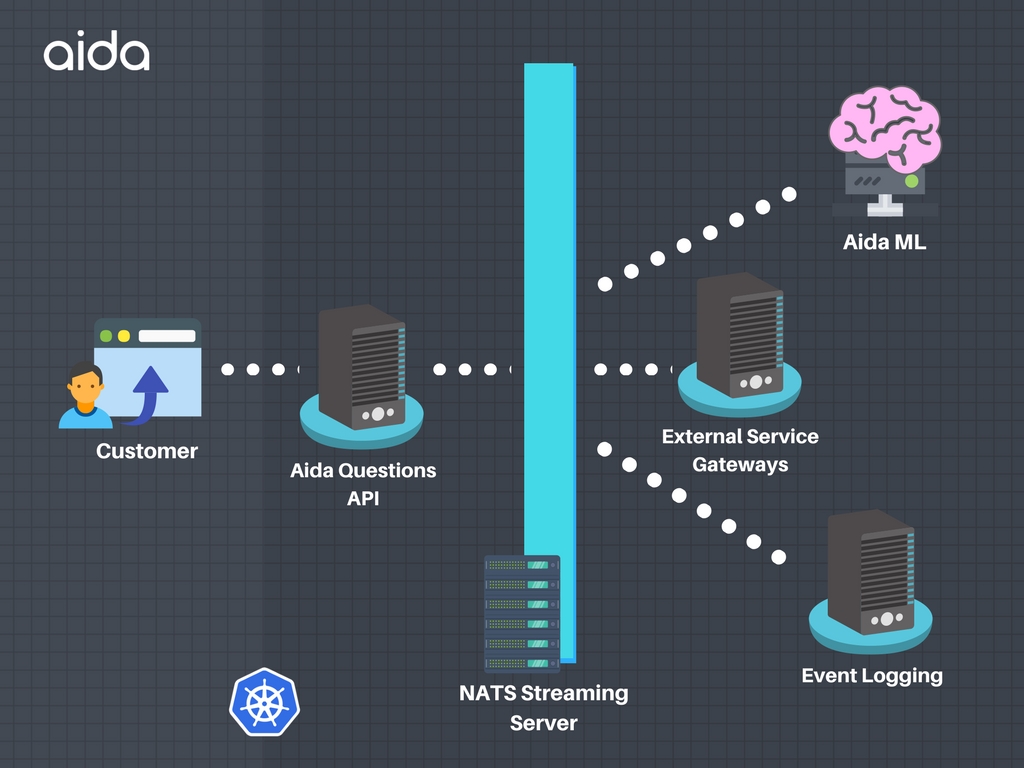 aida
Aida ML
Customer
External Service
Gateways
Aida Questions
API
Event Logging
NATS Streaming
Server